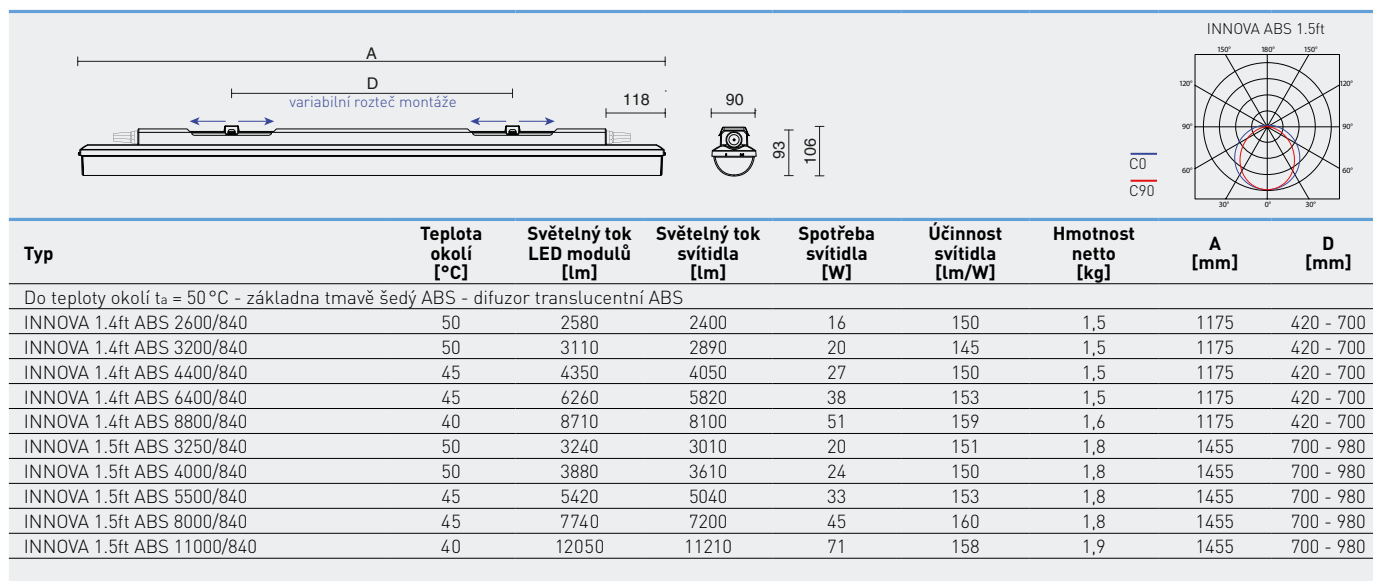 INNOVA ABS 1.5ft
A
D
variabilní rozteč montáže
118
90
93
106
150° 180° 150°
120° 120°
90° 90°
60° 60°
30° 0° 30°
C0
C90
Typ Teplota okolí [°C] Světelný tok LED modulů [lm] Světelný tok svítidla [lm] Spotřeba svítidla [W] Účinnost svítidla [lm/W] Hmotnost netto [kg] A [mm] D [mm]
Do teploty okolí ta = 50°C - základna tmavě šedý ABS - difuzor translucentní ABS
INNOVA 1.4ft ABS 2600/840 50 2580 2400 16 150 1,5 1175 420 - 700
INNOVA 1.4ft ABS 3200/840 50 3110 2890 20 145 1,5 1175 420 - 700
INNOVA 1.4ft ABS 4400/840 45 4350 4050 27 150 1,5 1175 420 - 700
INNOVA 1.4ft ABS 6400/840 45 6260 5820 38 153 1,5 1175 420 - 700
INNOVA 1.4ft ABS 8800/840 40 8710 8100 51 159 1,6 1175 420 - 700
INNOVA 1.5ft ABS 3250/840 50 3240 3010 20 151 1,8 1455 700 - 980
INNOVA 1.5ft ABS 4000/840 50 3880 3610 24 150 1,8 1455 700 - 980
INNOVA 1.5ft ABS 5500/840 45 5420 5040 33 153 1,8 1455 700 - 980
INNOVA 1.5ft ABS 8000/840 45 7740 7200 45 160 1,8 1455 700 - 980
INNOVA 1.5ft ABS 11000/840 40 12050 11210 71 158 1,9 1455 700 - 980